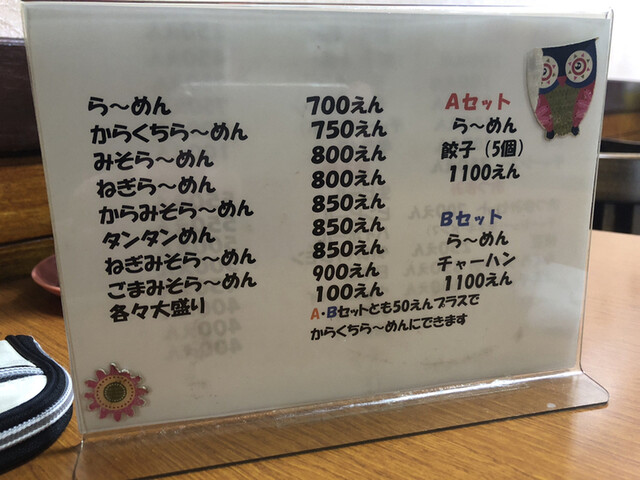 ら〜めん 700えん
からくちら〜めん 750えん
みそら〜めん 800えん
ねぎら〜めん 800えん
からみそら〜めん 850えん
タンタンめん 850えん
ねぎみそら〜めん 850えん
ごまみそら〜めん 900えん
各々大盛り 100えん
Aセット
ら〜めん
餃子（5個）
1100えん
Bセット
ら〜めん
チャーハン
1100えん
A・Bセットとも50えんプラスで
からくちら〜めんにできます